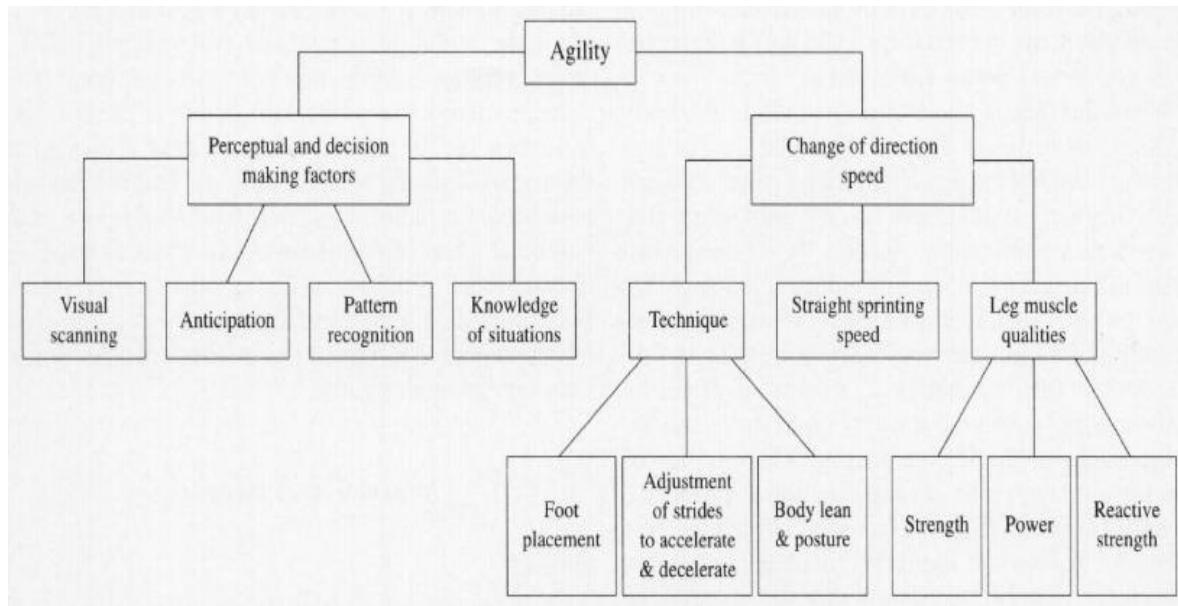 Agility
Perceptual and decision
making factors
Change of direction
speed
Visual
scanning
Anticipation
Pattern
recognition
Knowledge
of situations
Technique
Straight sprinting
speed
Leg muscle
qualities
Foot
placement
Adjustment
of strides
to accelerate
& decelerate
Body lean
& posture
Strength
Power
Reactive
strength